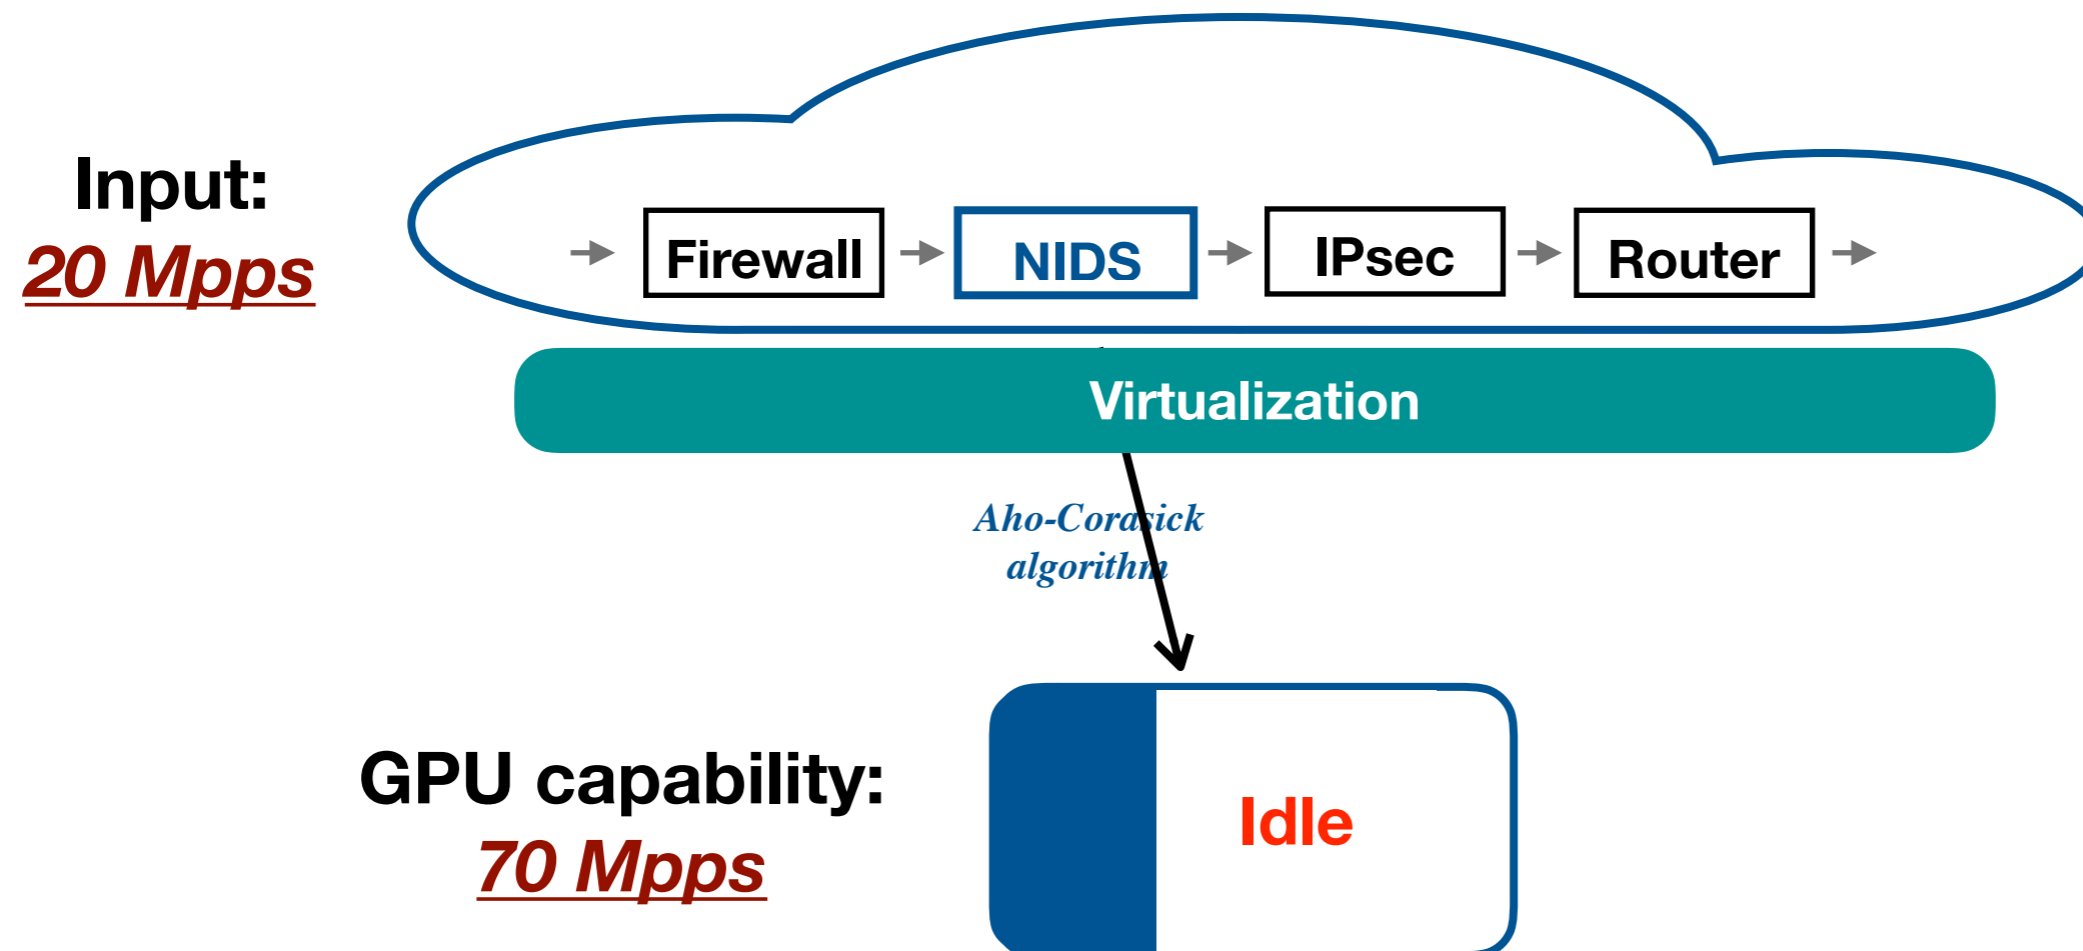 Input:
20 Mpps
Firewall
NIDS
IPsec
Router
Virtualization
Aho-Corasick
algorithm
GPU capability:
70 Mpps
Idle